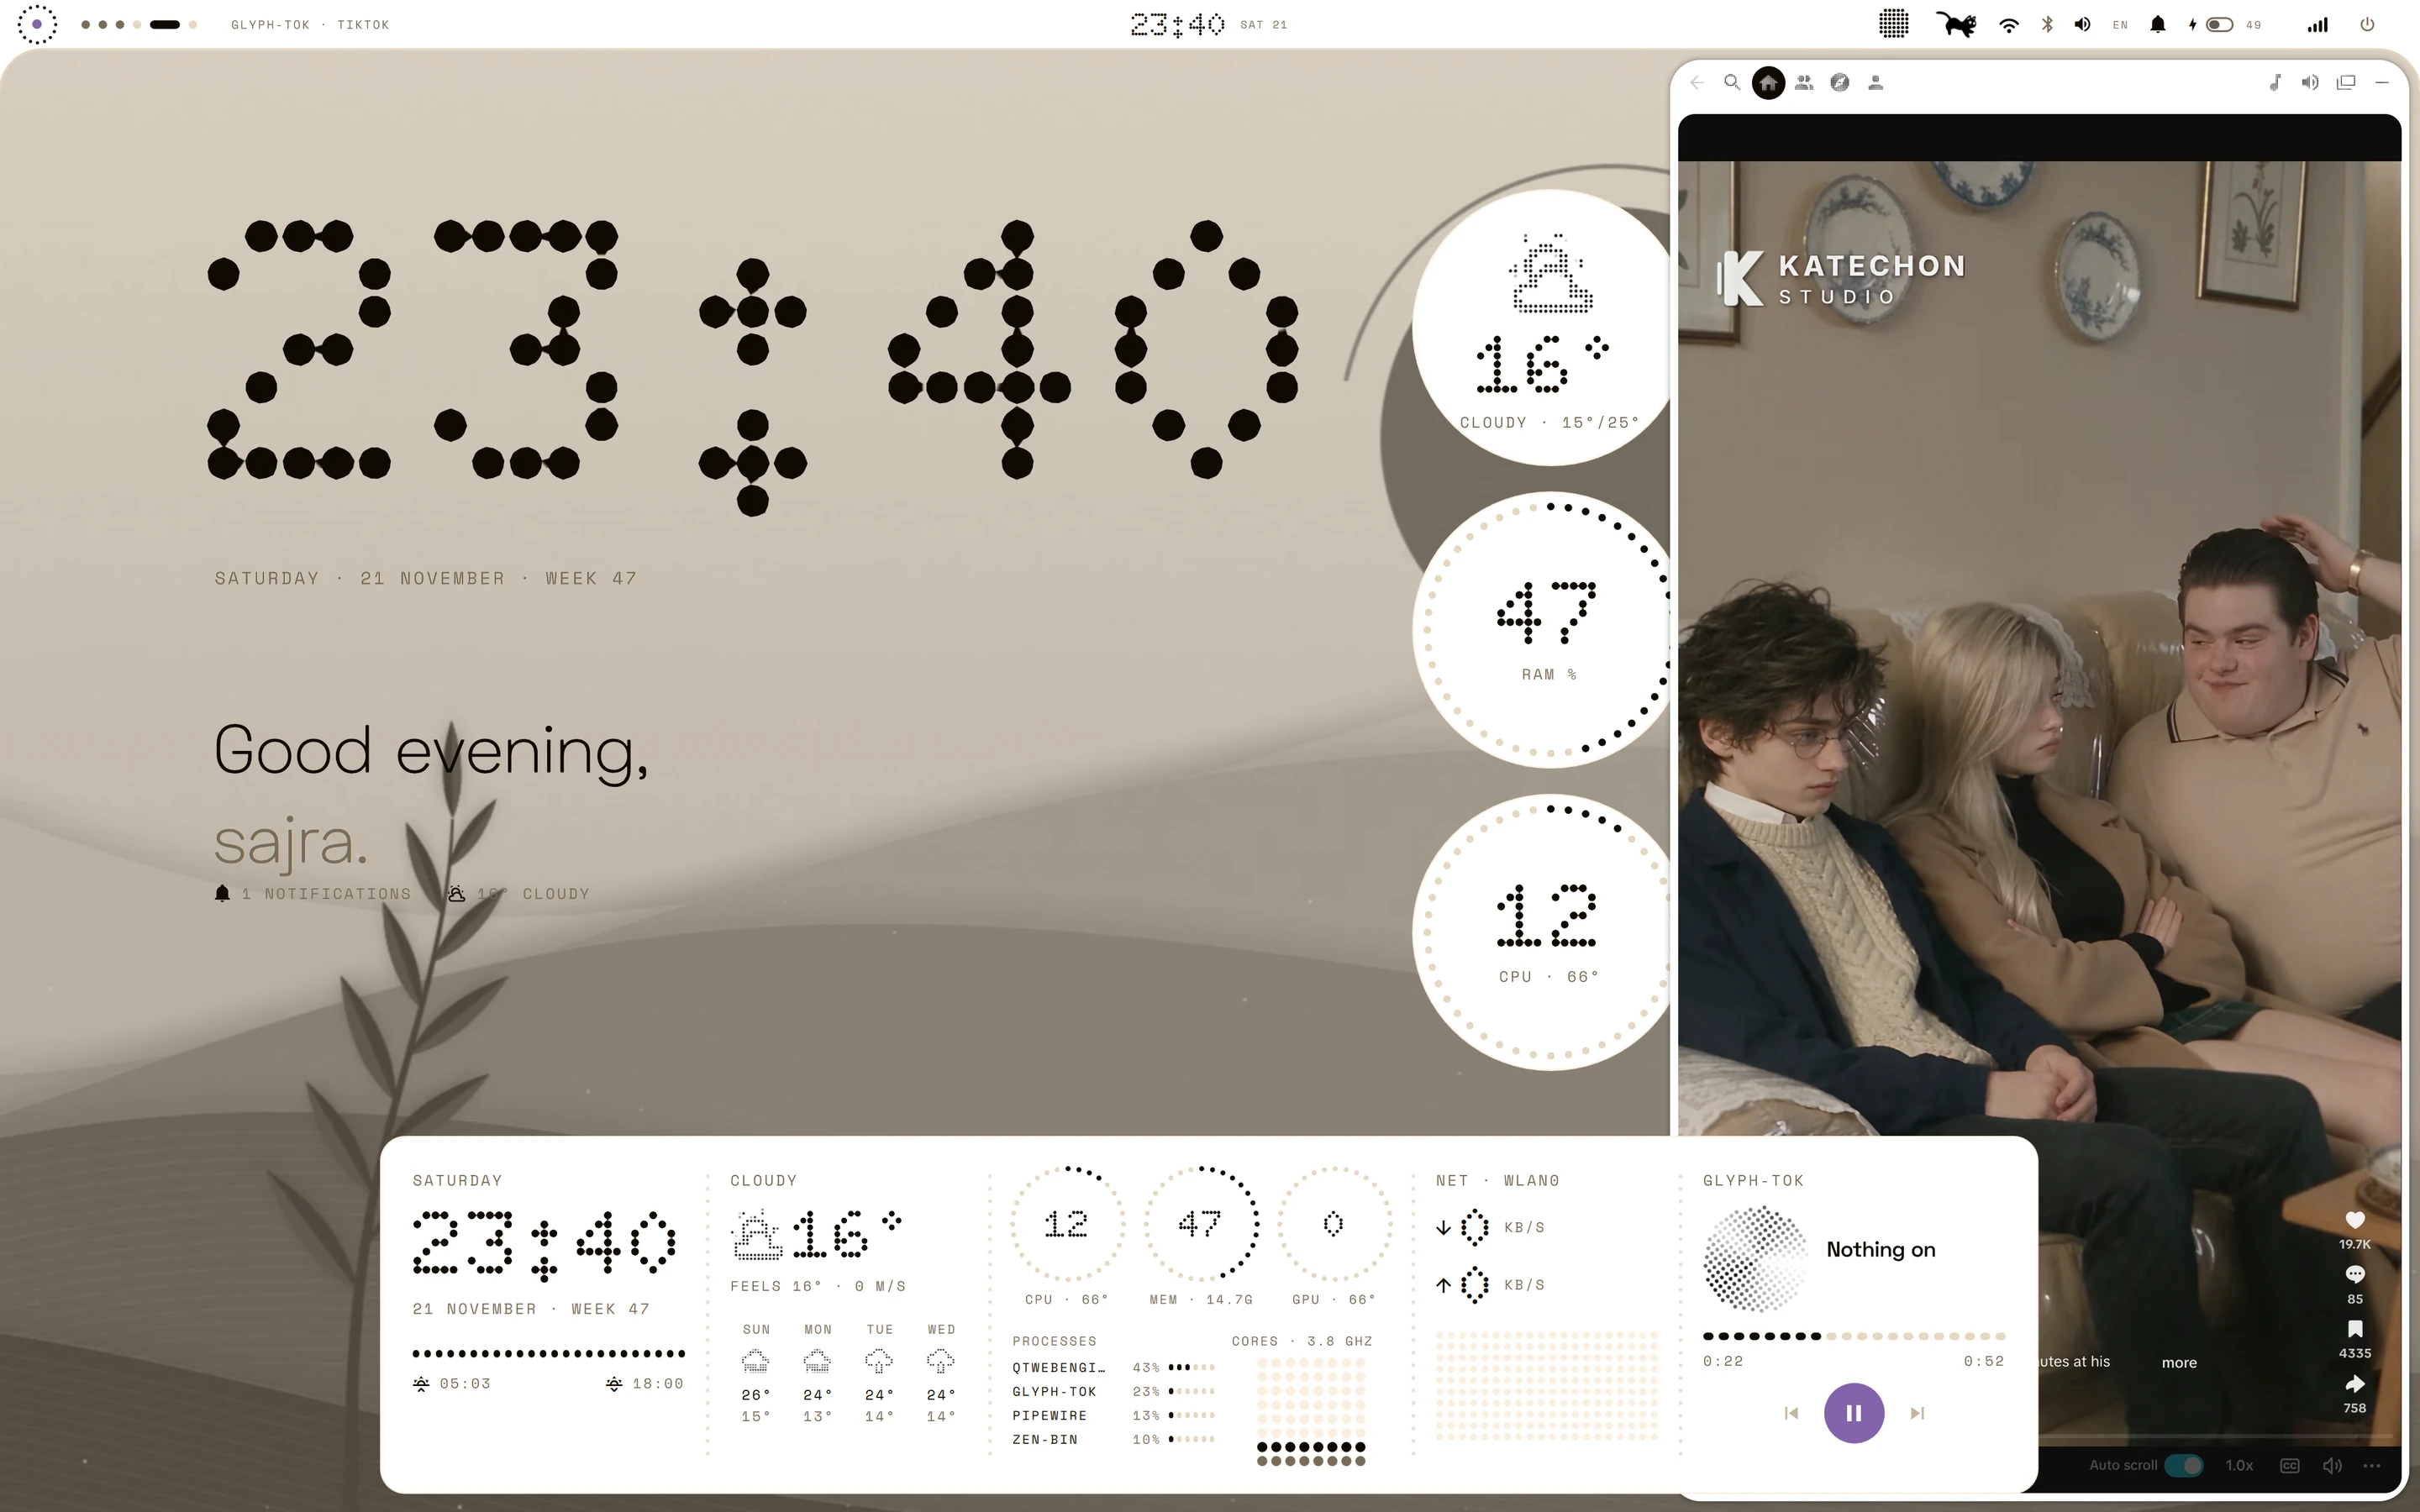 GLYPH-TOK · TIKTOK
23:40 SAT 21
EN
49
23:40
SATURDAY · 21 NOVEMBER · WEEK 47
Good evening,
sajra.
1 NOTIFICATIONS
16° CLOUDY
16°
CLOUDY · 15°/25°
47
RAM %
12
CPU · 66°
KATECHON
STUDIO
SATURDAY
23:40
21 NOVEMBER · WEEK 47
05:03 18:00
CLOUDY
16°
FEELS 16° · 0 M/S
SUN MON TUE WED
26° 24° 24° 24°
15° 13° 14° 14°
12 47 0
CPU · 66° MEM · 14.7G GPU · 66°
PROCESSES
QTWEBENGI… 43%
GLYPH-TOK 23%
PIPEWIRE 13%
ZEN-BIN 10%
CORES · 3.8 GHZ
NET · WLAN0
↓ 0 KB/S
↑ 0 KB/S
GLYPH-TOK
Nothing on
0:22 0:52
19.7K
85
4335
758
at his more
Auto scroll 1.0x CC